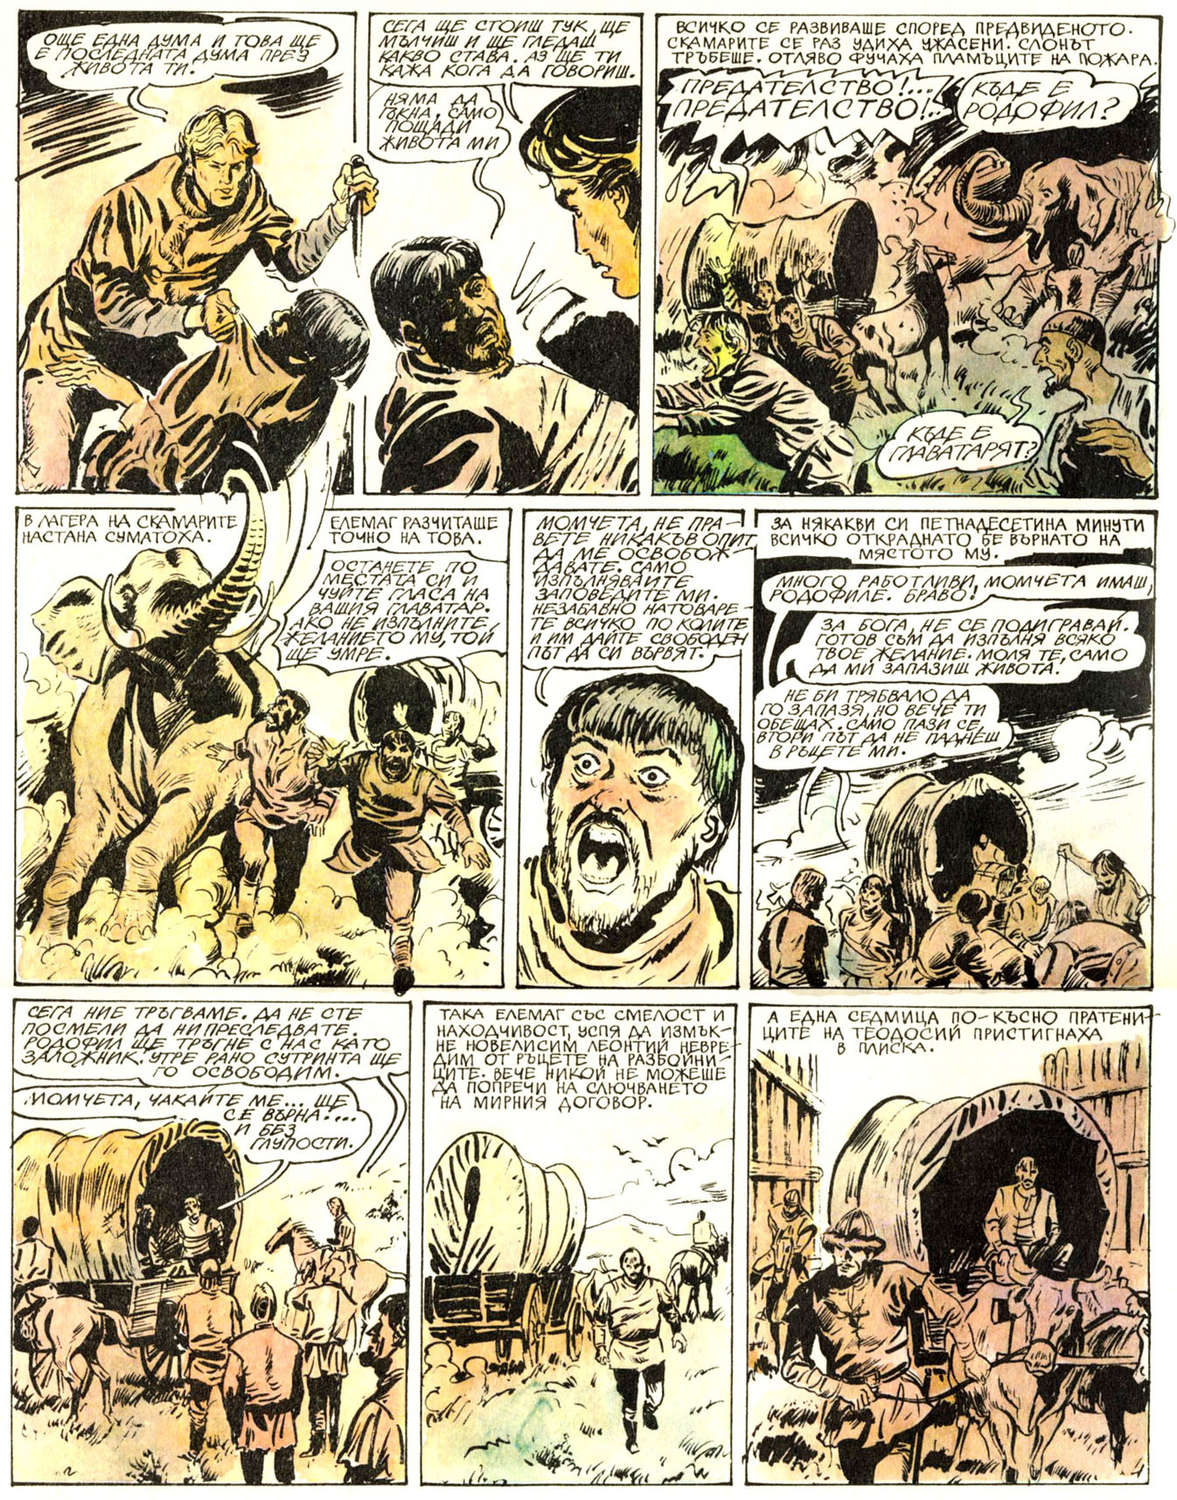 ОЩЕ ЕДНА ДУМА И ТОВА ЩЕ
Е ПОСЛЕДНАТА ДУМА ПРЕЗ
ЖИВОТА ТИ.
СЕГА ЩЕ СТОИШ ТУК, ЩЕ
МЪЛЧИШ И ЩЕ ГЛЕДАШ
КАКВО СТАВА. АЗ ЩЕ ТИ
КАЖА КОГА ДА ГОВОРИШ.
НЯМА ДА
ГЪКНА, САМО
ПОЩАДИ
ЖИВОТА МИ
ВСИЧКО СЕ РАЗВИВАШЕ СПОРЕД ПРЕДВИДЕНОТО.
СКАМАРИТЕ СЕ РАЗ УДИХА УЖАСЕНИ. СЛОНЪТ
ТРЪБЕШЕ. ОТЛЯВО ФУЧАХА ПЛАМЪЦИТЕ НА ПОЖАРА.
ПРЕДАТЕЛСТВО!...
ПРЕДАТЕЛСТВО!..
КЪДЕ Е
РОДОФИЛ?
КЪДЕ Е
ГЛАВАТАРЯТ?
В ЛАГЕРА НА СКАМАРИТЕ
НАСТАНА СУМАТОХА.
ЕЛЕМАГ РАЗЧИТАШЕ
ТОЧНО НА ТОВА.
ОСТАНЕТЕ ПО
МЕСТАТА СИ И
ЧУЙТЕ ГЛАСА НА
ВАШИЯ ГЛАВАТАР.
АКО НЕ ИЗПЪЛНИТЕ
ЖЕЛАНИЕТО МУ, ТОЙ
ЩЕ УМРЕ.
МОМЧЕТА, НЕ ПРА-
ВЕТЕ НИКАКЪВ ОПИТ
ДА МЕ ОСВОБОЖ-
ДАВАТЕ. САМО
ИЗПЪЛНЯВАЙТЕ
ЗАПОВЕДИТЕ МИ.
НЕЗАБАВНО НАТОВАРЕ-
ТЕ ВСИЧКО ПО КОЛИТЕ
И ИМ ДАЙТЕ СВОБОДЕН
ПЪТ ДА СИ ВЪРВЯТ.
ЗА НЯКАКВИ СИ ПЕТНАДЕСЕТИНА МИНУТИ
ВСИЧКО ОТКРАДНАТО БЕ ВЪРНАТО НА
МЯСТОТО МУ.
МНОГО РАБОТЛИВИ МОМЧЕТА ИМАШ,
РОДОФИЛЕ. БРАВО!
ЗА БОГА, НЕ СЕ ПОДИГРАВАЙ.
ГОТОВ СЪМ ДА ИЗПЪЛНЯ ВСЯКО
ТВОЕ ЖЕЛАНИЕ. МОЛЯ ТЕ, САМО
ДА МИ ЗАПАЗИШ ЖИВОТА!
НЕ БИ ТРЯБВАЛО ДА
ГО ЗАПАЗЯ, НО ВЕЧЕ ТИ
ОБЕЩАХ. САМО ПАЗИ СЕ,
ВТОРИ ПЪТ ДА НЕ ПАДНЕШ
В РЪЦЕТЕ МИ.
СЕГА НИЕ ТРЪГВАМЕ. ДА НЕ СТЕ
ПОСМЕЛИ ДА НИ ПРЕСЛЕДВАТЕ.
РОДОФИЛ ЩЕ ТРЪГНЕ С НАС КАТО
ЗАЛОЖНИК. УТРЕ РАНО СУТРИНТА ЩЕ
ГО ОСВОБОДИМ.
МОМЧЕТА, ЧАКАЙТЕ МЕ... ЩЕ
СЕ ВЪРНА!...
И БЕЗ
ГЛУПОСТИ.
ТАКА ЕЛЕМАГ СЪС СМЕЛОСТ И
НАХОДЧИВОСТ, УСПЯ ДА ИЗМЪК-
НЕ НОВЕЛИСИМ ЛЕОНТИЙ НЕВРЕ-
ДИМ ОТ РЪЦЕТЕ НА РАЗБОЙНИ-
ЦИТЕ. ВЕЧЕ НИКОЙ НЕ МОЖЕШЕ
ДА ПОПРЕЧИ НА СЛЮЧВАНЕТО
НА МИРНИЯ ДОГОВОР.
А ЕДНА СЕДМИЦА ПО-КЪСНО ПРАТЕНИ-
ЦИТЕ НА ТЕОДОСИЙ ПРИСТИГНАХА
В ПЛИСКА.